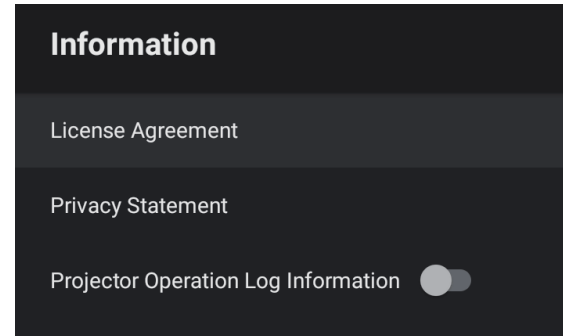 Information
License Agreement
Privacy Statement
Projector Operation Log Information